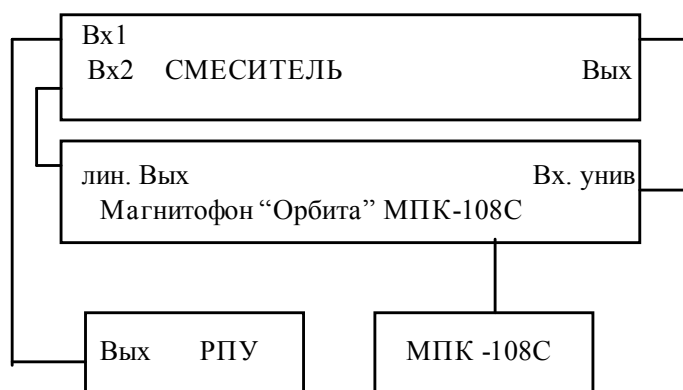 Вх1
Вх2 СМЕСИТЕЛЬ Вых
лин. Вых Вх. унив
Магнитофон “Орбита” МПК-108С
Вых РПУ МПК -108С